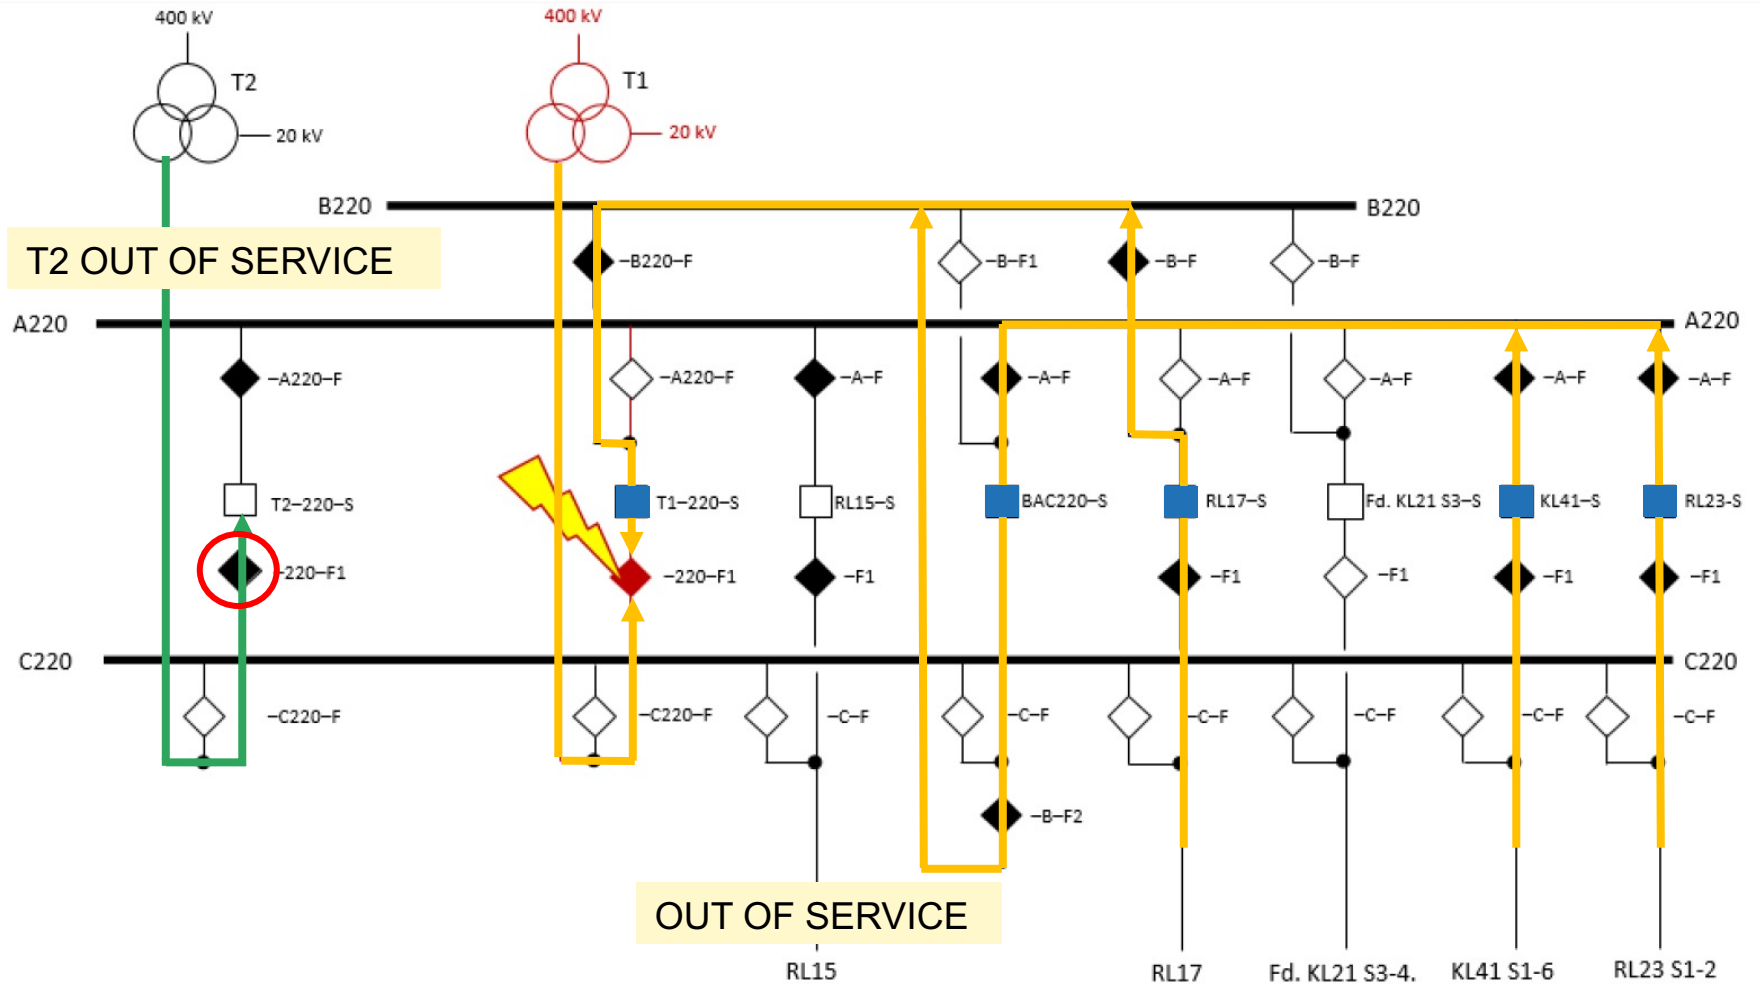 400 kV
400 kV
T2
T1
20 kV
20 kV
B220
B220
T2 OUT OF SERVICE
–B220–F
–B–F1
–B–F
–B–F
A220
A220
–A220–F
–A220–F
–A–F
–A–F
–A–F
–A–F
–A–F
–A–F
T2–220–S
T1–220–S
RL15–S
BAC220–S
RL17–S
Fd. KL21 S3–S
KL41–S
RL23-S
–220–F1
–220–F1
–F1
–F1
–F1
–F1
–F1
C220
C220
–C220–F
–C220–F
–C–F
–C–F
–C–F
–C–F
–C–F
–C–F
–B–F2
OUT OF SERVICE
RL15
RL17
Fd. KL21 S3-4.
KL41 S1-6
RL23 S1-2